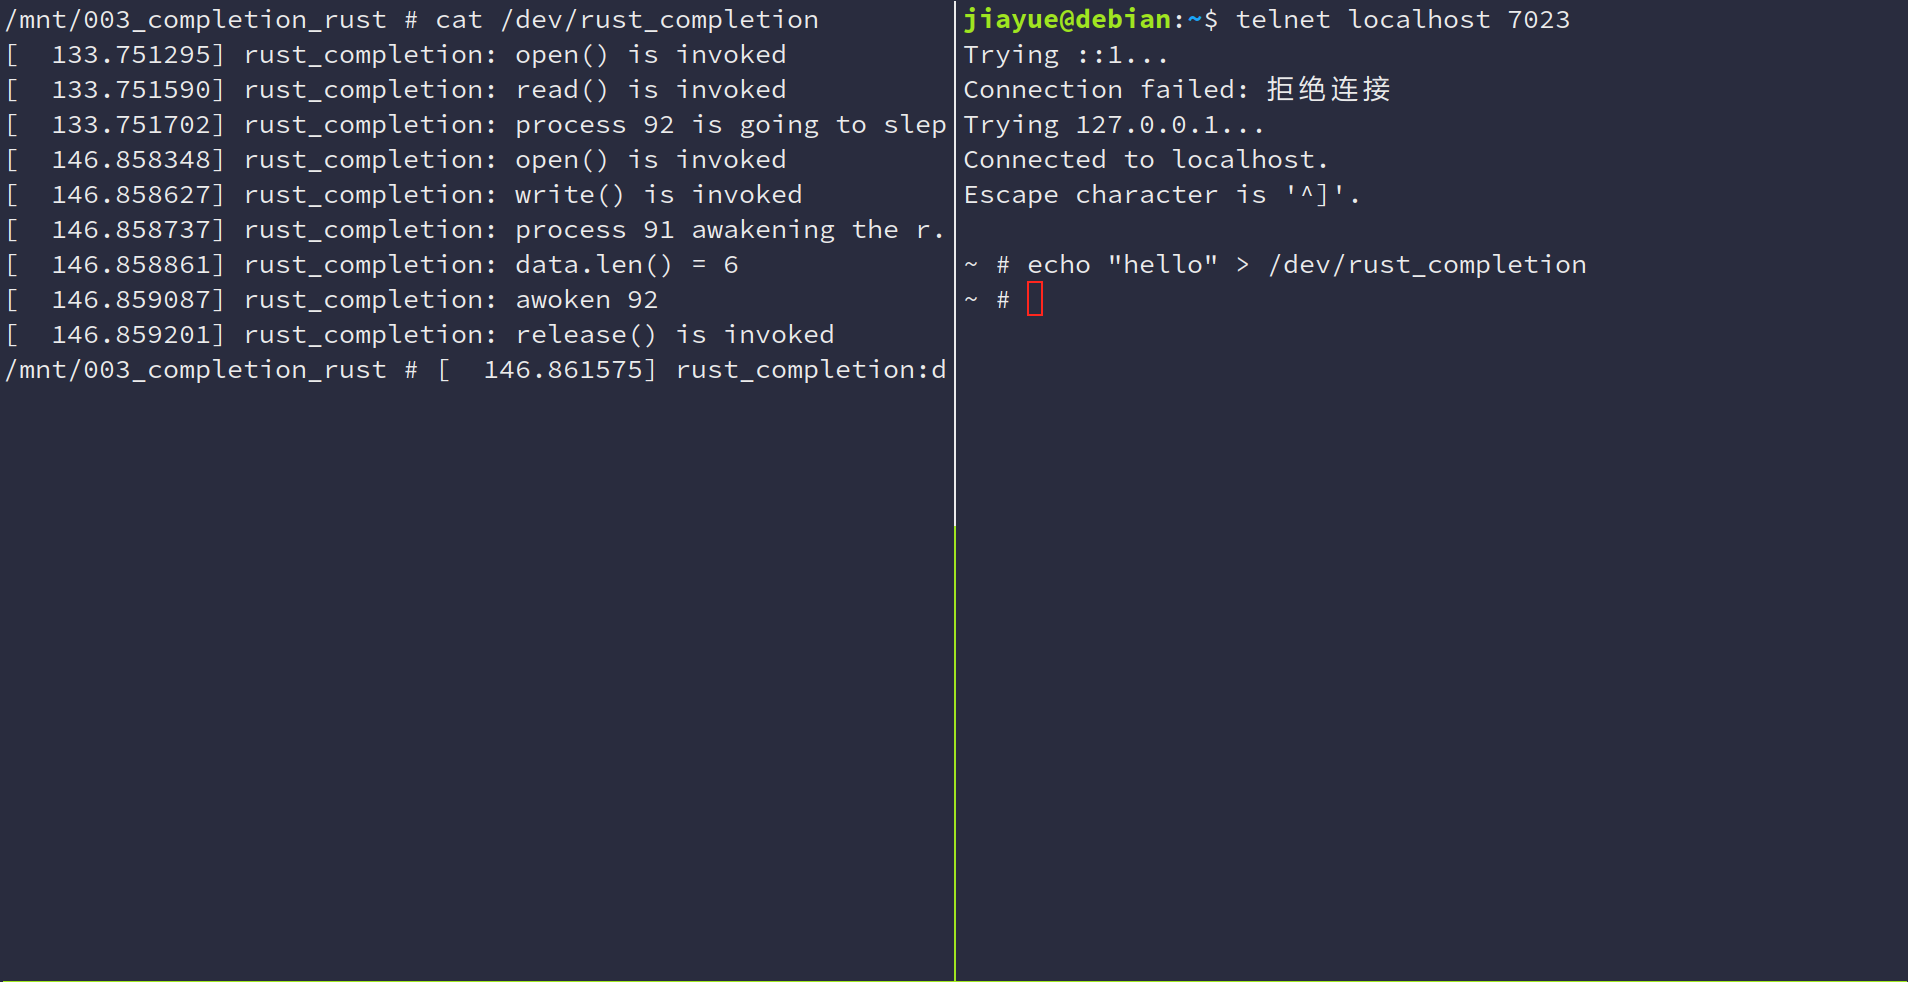 /mnt/003_completion_rust # cat /dev/rust_completion
[  133.751295] rust_completion: open() is invoked
[  133.751590] rust_completion: read() is invoked
[  133.751702] rust_completion: process 92 is going to slep
[  146.858348] rust_completion: open() is invoked
[  146.858627] rust_completion: write() is invoked
[  146.858737] rust_completion: process 91 awakening the r.
[  146.858861] rust_completion: data.len() = 6
[  146.859087] rust_completion: awoken 92
[  146.859201] rust_completion: release() is invoked
/mnt/003_completion_rust # [  146.861575] rust_completion:d
jiayue@debian:~$ telnet localhost 7023
Trying ::1...
Connection failed: 拒绝连接
Trying 127.0.0.1...
Connected to localhost.
Escape character is '^]'.
~ # echo "hello" > /dev/rust_completion
~ #